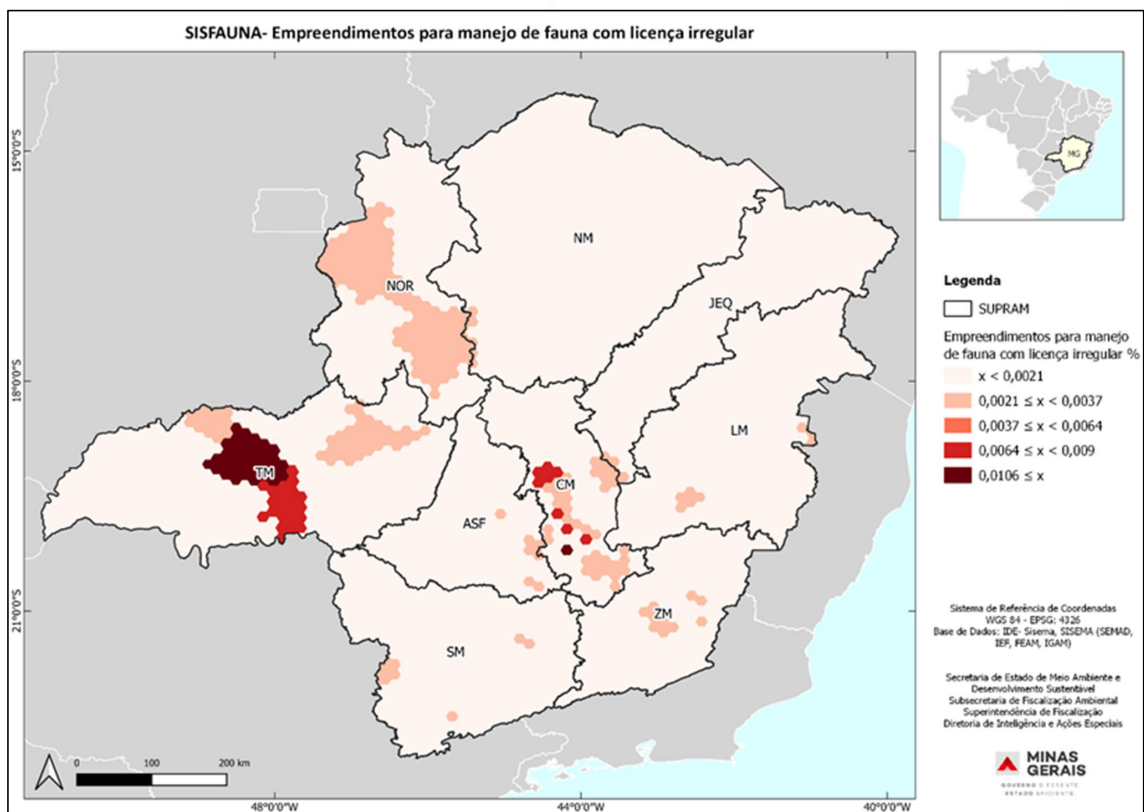 SISFAUNA- Empreendimentos para manejo de fauna com licença irregular
15°0'0"S
18°0'0"S
21°0'0"S
NM
NOR
JEQ
LM
TM
CM
ASF
ZM
SM
0 100 200 km
48°0'0"W
44°0'0"W
40°0'0"W
MG
Legenda
SUPRAM
Empreendimentos para manejo
de fauna com licença irregular %
x < 0,0021
0,0021 ≤ x < 0,0037
0,0037 ≤ x < 0,0064
0,0064 ≤ x < 0,009
0,0106 ≤ x
Sistema de Referência de Coordenadas
WGS 84 - EPSG: 4326
Base de Dados: IDE- Sisema, SISEMA (SEMAD,
IEF, FEAM, IGAM)
Secretaria de Estado de Meio Ambiente e
Desenvolvimento Sustentável
Subsecretaria de Fiscalização Ambiental
Superintendência de Fiscalização
Diretoria de Inteligência e Ações Especiais
MINAS
GERAIS
GOVERNO DIFERENTE.
ESTADO EFICIENTE.